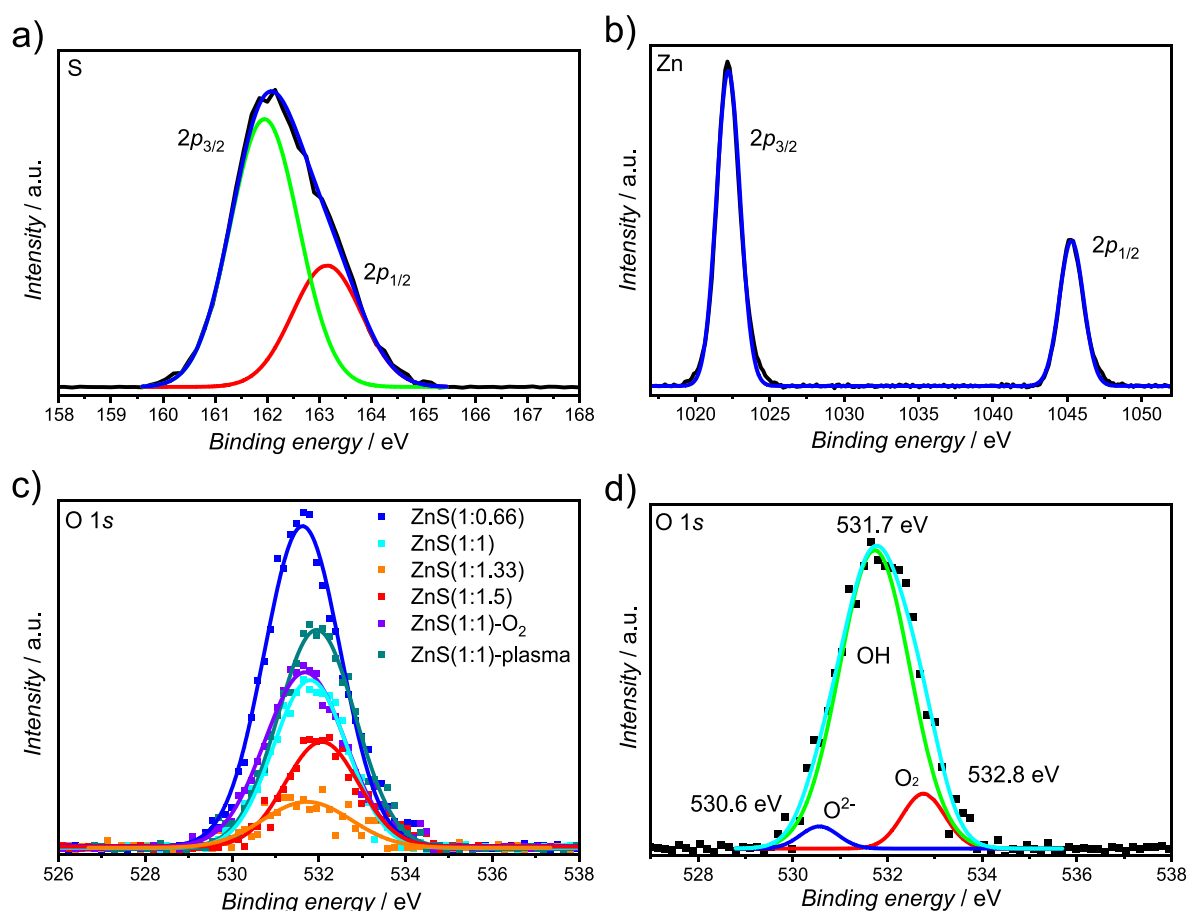 a)
S
2p3/2
2p1/2
Intensity / a.u.
158 159 160 161 162 163 164 165 166 167 168
Binding energy / eV
b)
Zn
2p3/2
2p1/2
Intensity / a.u.
1020 1025 1030 1035 1040 1045 1050
Binding energy / eV
c)
O 1s
ZnS(1:0.66)
ZnS(1:1)
ZnS(1:1.33)
ZnS(1:1.5)
ZnS(1:1)-O2
ZnS(1:1)-plasma
Intensity / a.u.
526 528 530 532 534 536 538
Binding energy / eV
d)
O 1s
531.7 eV
OH
O2
532.8 eV
530.6 eV
O2-
Intensity / a.u.
528 530 532 534 536 538
Binding energy / eV